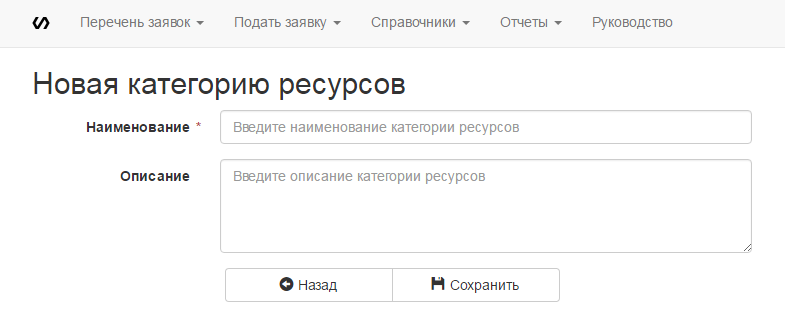 Перечень заявок Подать заявку Справочники Отчеты Руководство
Новая категорию ресурсов
Наименование * Введите наименование категории ресурсов
Описание Введите описание категории ресурсов
Назад Сохранить